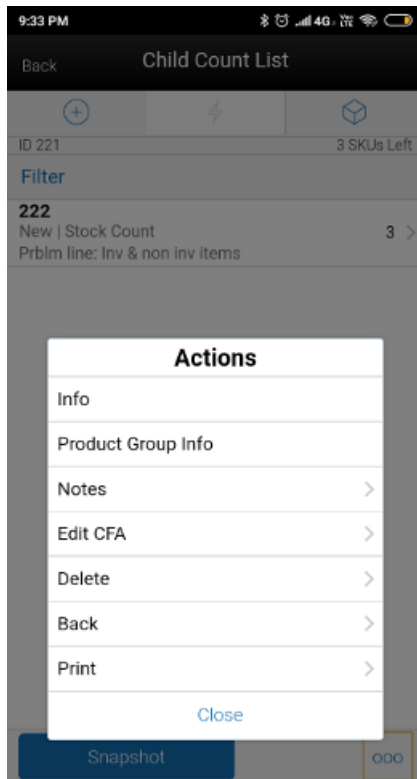 9:33 PM 4G
Back Child Count List
ID 221 3 SKUs Left
Filter
222
New | Stock Count 3
Prblm line: Inv & non inv items
Actions
Info
Product Group Info
Notes
Edit CFA
Delete
Back
Print
Close
Snapshot